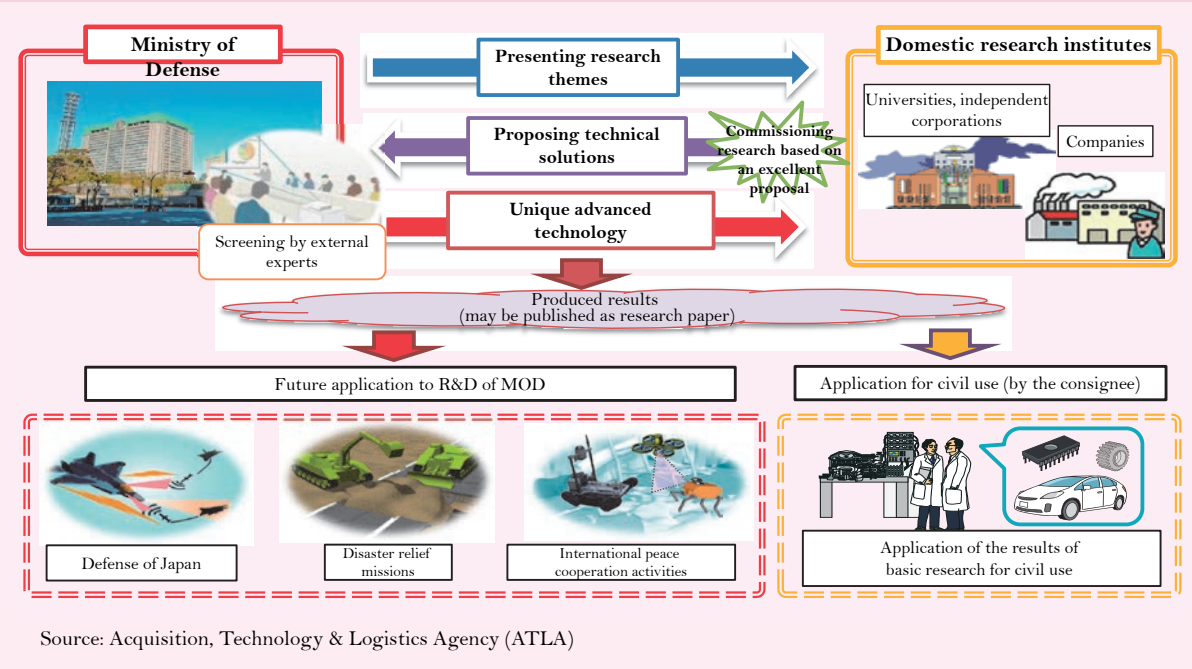 Ministry of
Defense
Presenting research
themes
Domestic research institutes
Universities, independent
corporations
Companies
Proposing technical
solutions
Commissioning
research based on
an excellent
proposal
Unique advanced
technology
Screening by external
experts
Produced results
(may be published as research paper)
Future application to R&D of MOD
Application for civil use (by the consignee)
Defense of Japan
Disaster relief
missions
International peace
cooperation activities
Application of the results of
basic research for civil use
Source: Acquisition, Technology & Logistics Agency (ATLA)